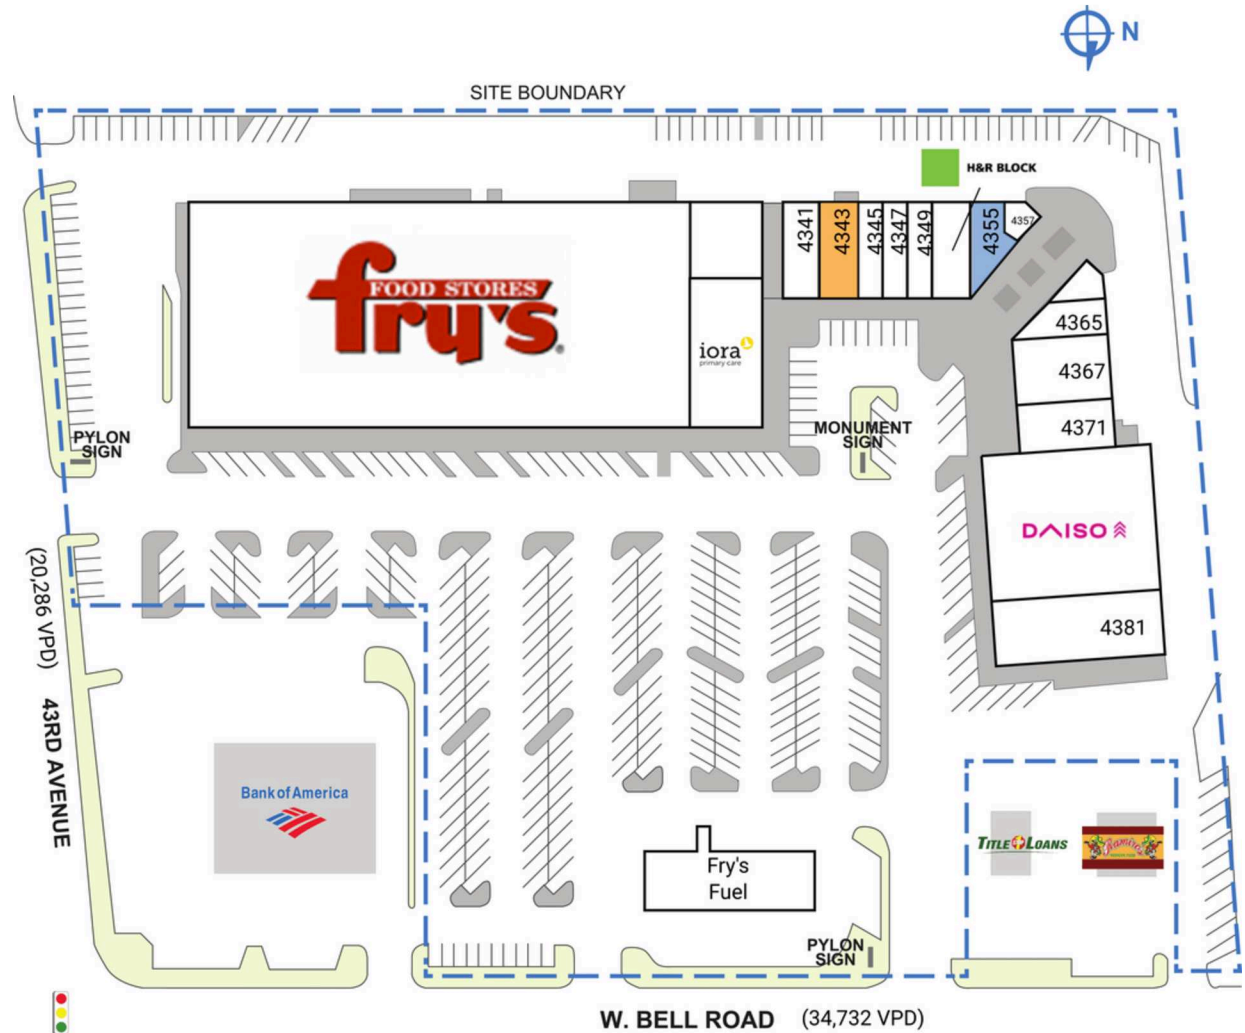 N
SITE BOUNDARY
H&R BLOCK
4341
4343
4345
4347
4349
4355
4357
FOOD STORES
fry's
iora
primary care
4365
4367
4371
PYLON
SIGN
MONUMENT
SIGN
DAISO
4381
(20,286 VPD)
43RD AVENUE
Bank of America
TITLE LOANS
Ramiro's
Fry's
Fuel
PYLON
SIGN
W. BELL ROAD (34,732 VPD)